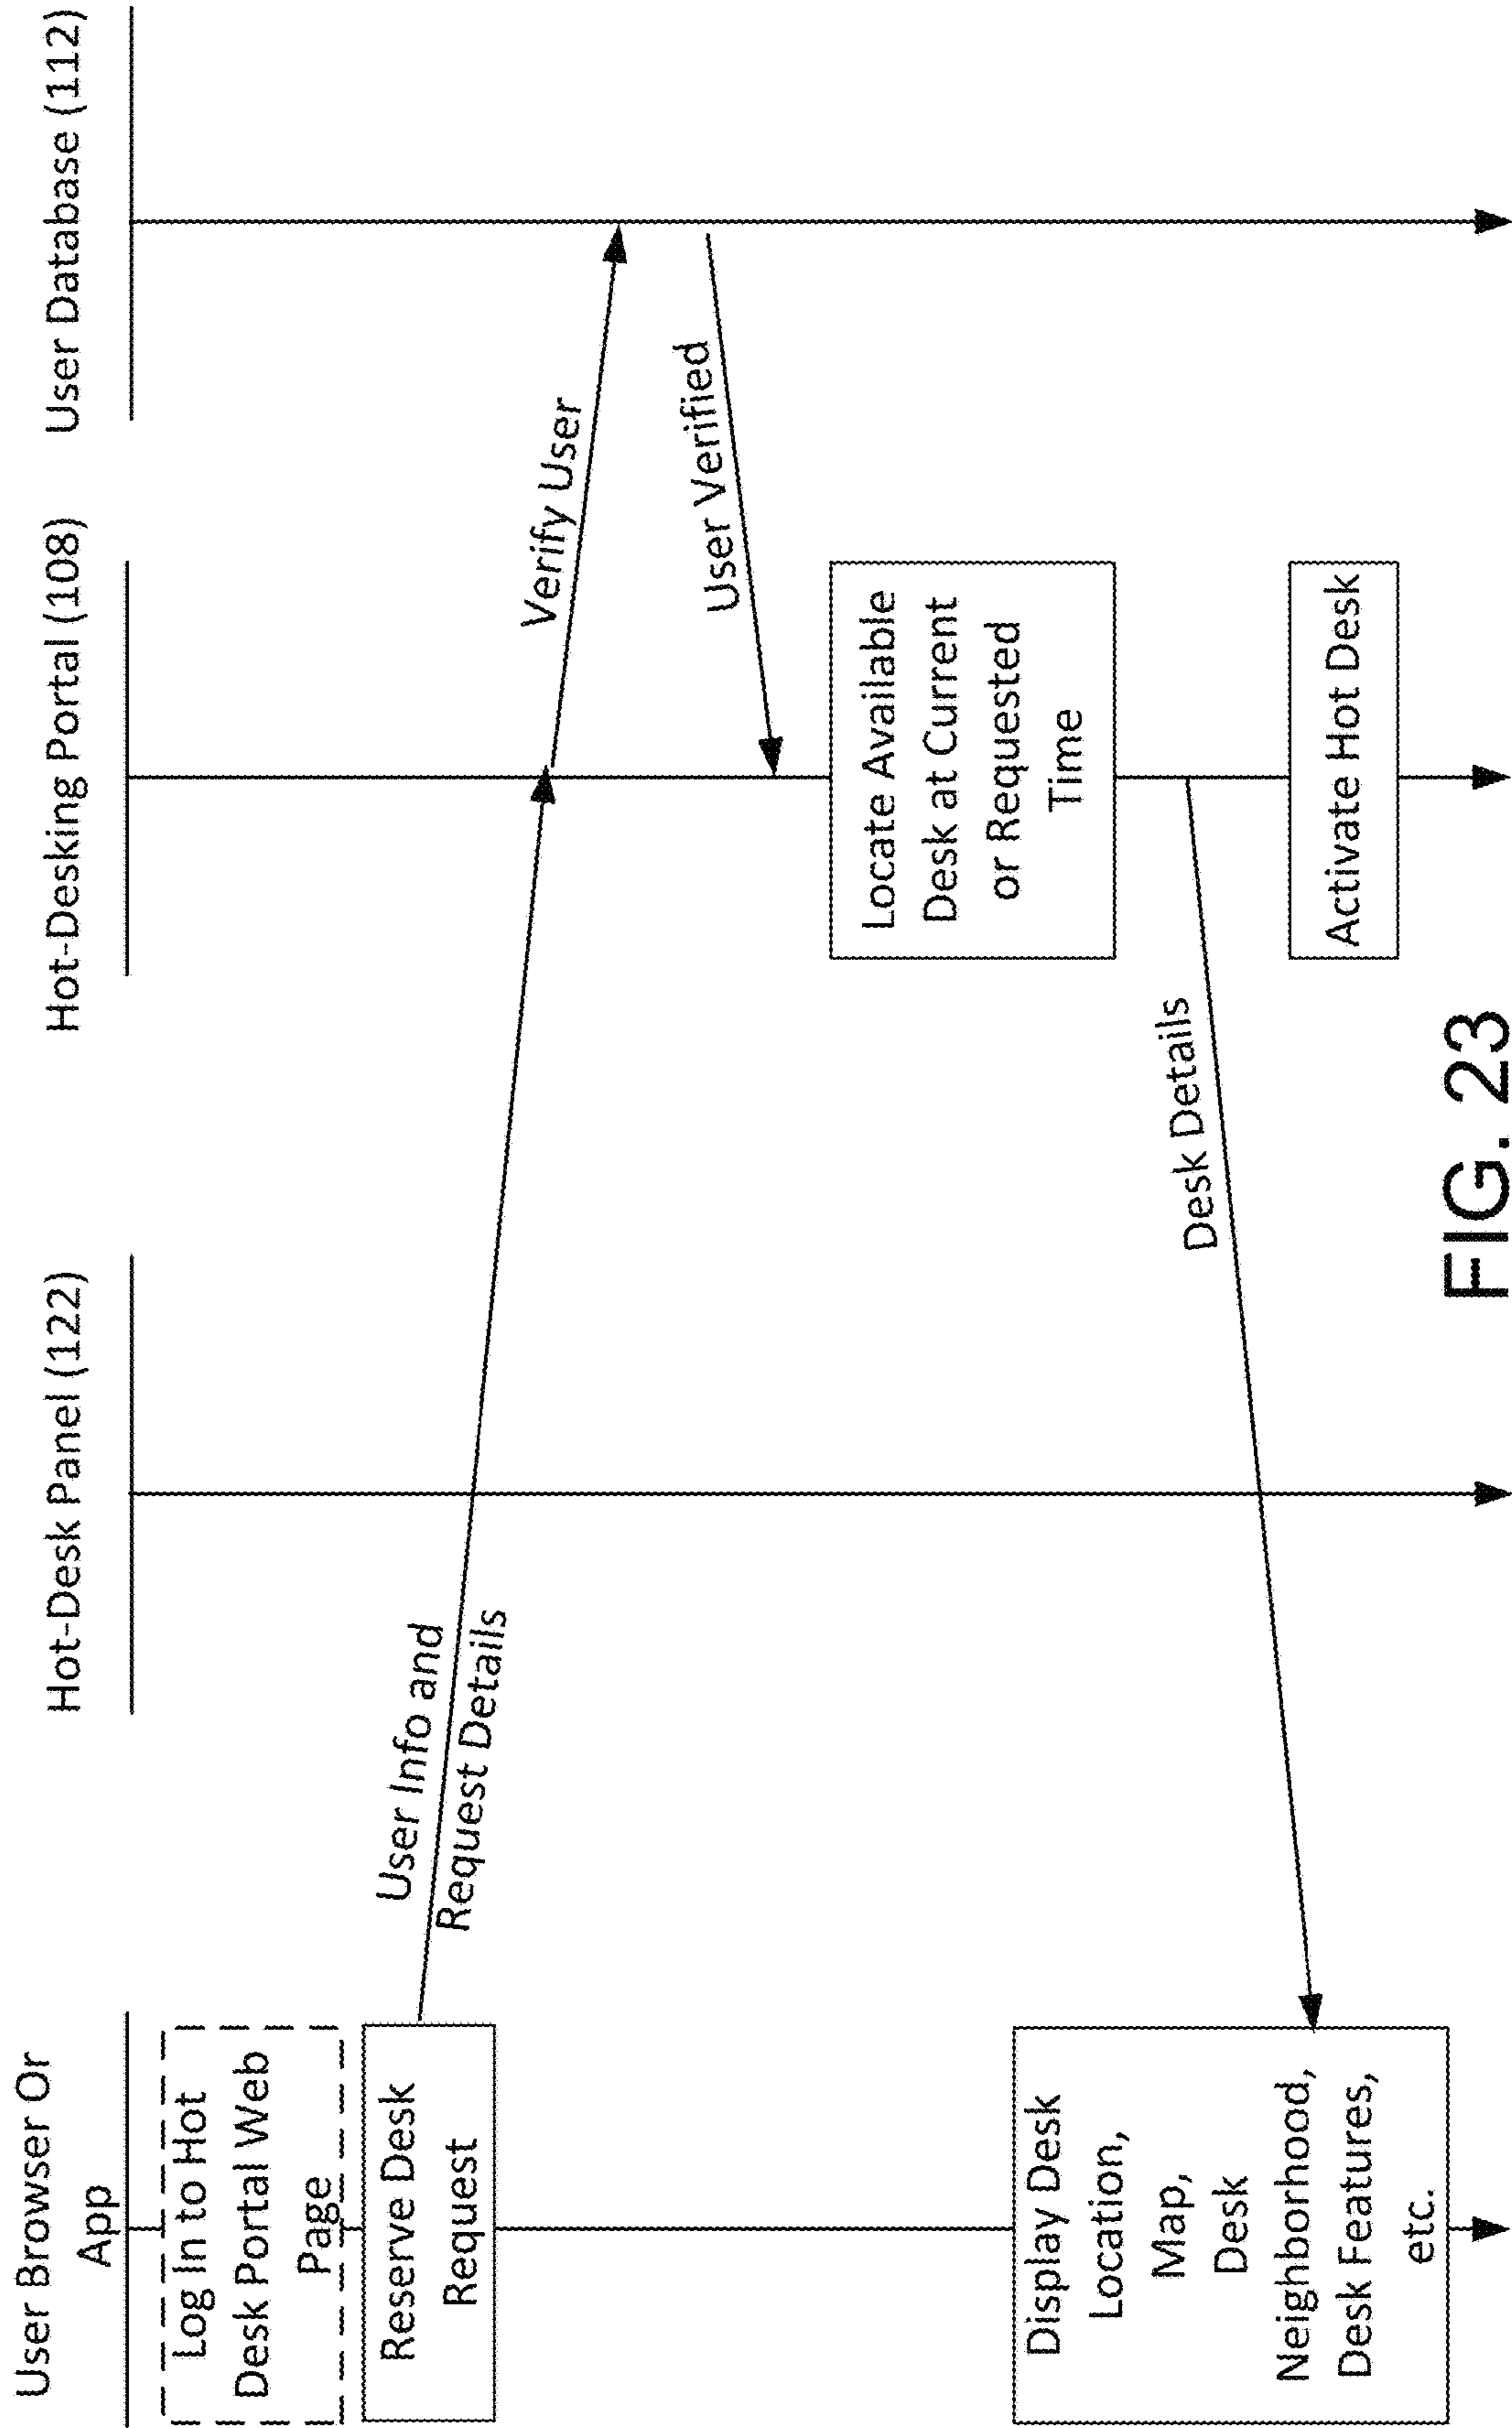 User Browser Or
App
Hot-Desk Panel (122)
Hot-Desking Portal (108)
User Database (112)
Log In to Hot
Desk Portal Web
Page
Reserve Desk
Request
User Info and
Request Details
Verify User
User Verified
Locate Available
Desk at Current
or Requested
Time
Desk Details
Display Desk
Location,
Map,
Desk
Neighborhood,
Desk Features,
etc.
Activate Hot Desk
FIG. 23